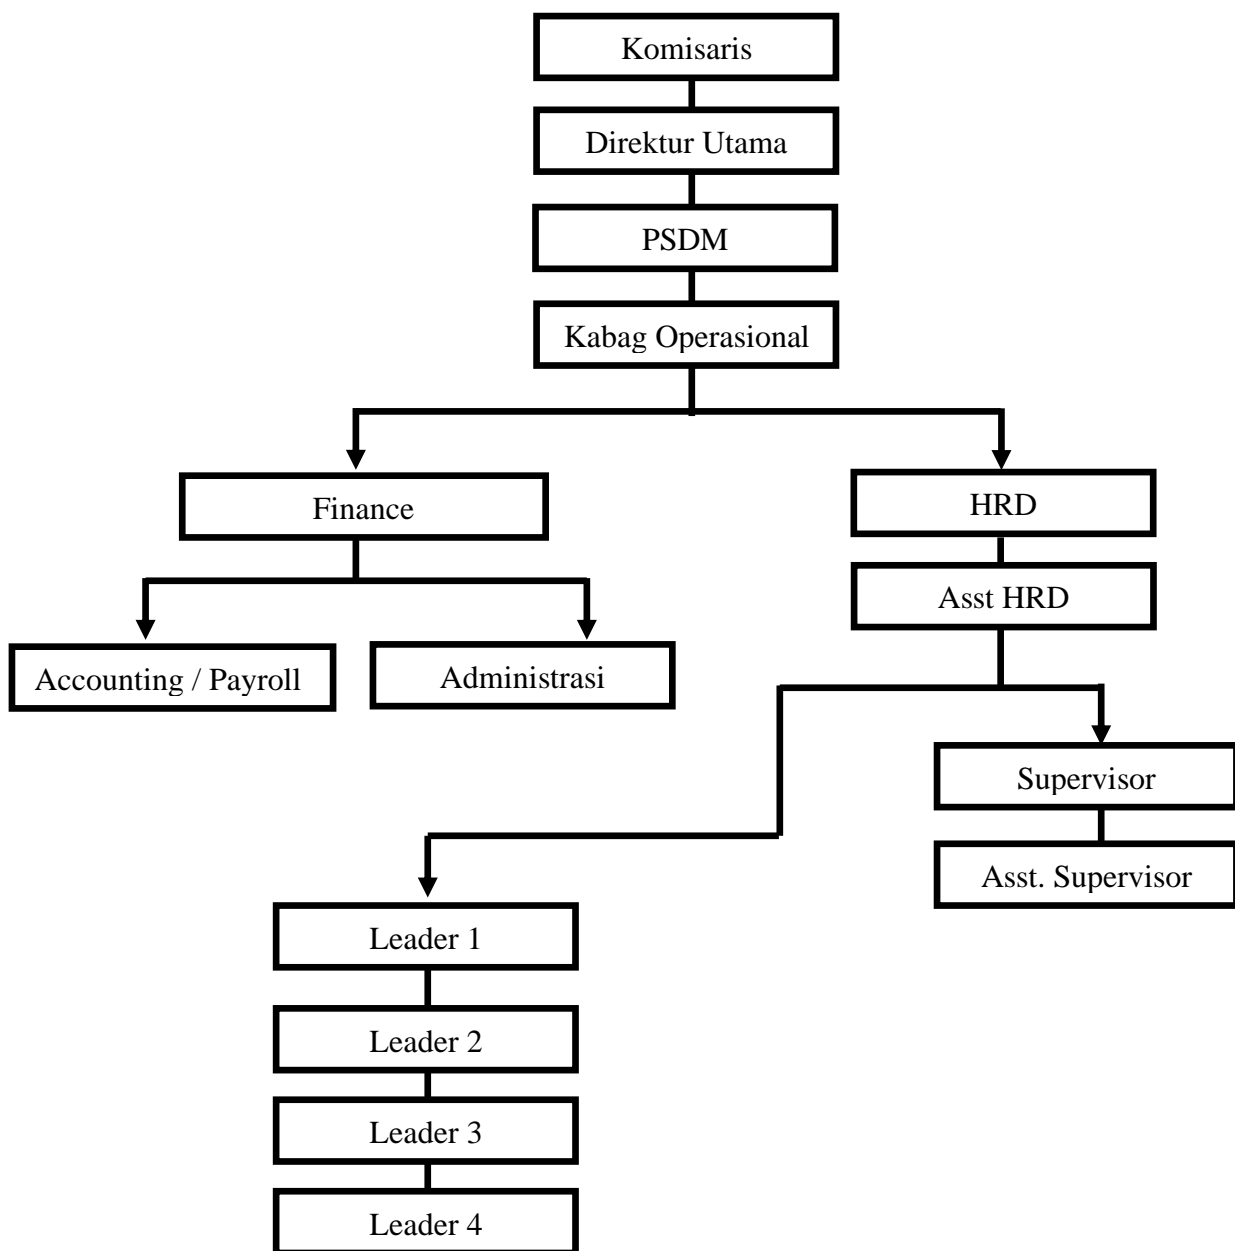 Komisaris
Direktur Utama
PSDM
Kabag Operasional
Finance
HRD
Asst HRD
Accounting / Payroll
Administrasi
Supervisor
Asst. Supervisor
Leader 1
Leader 2
Leader 3
Leader 4